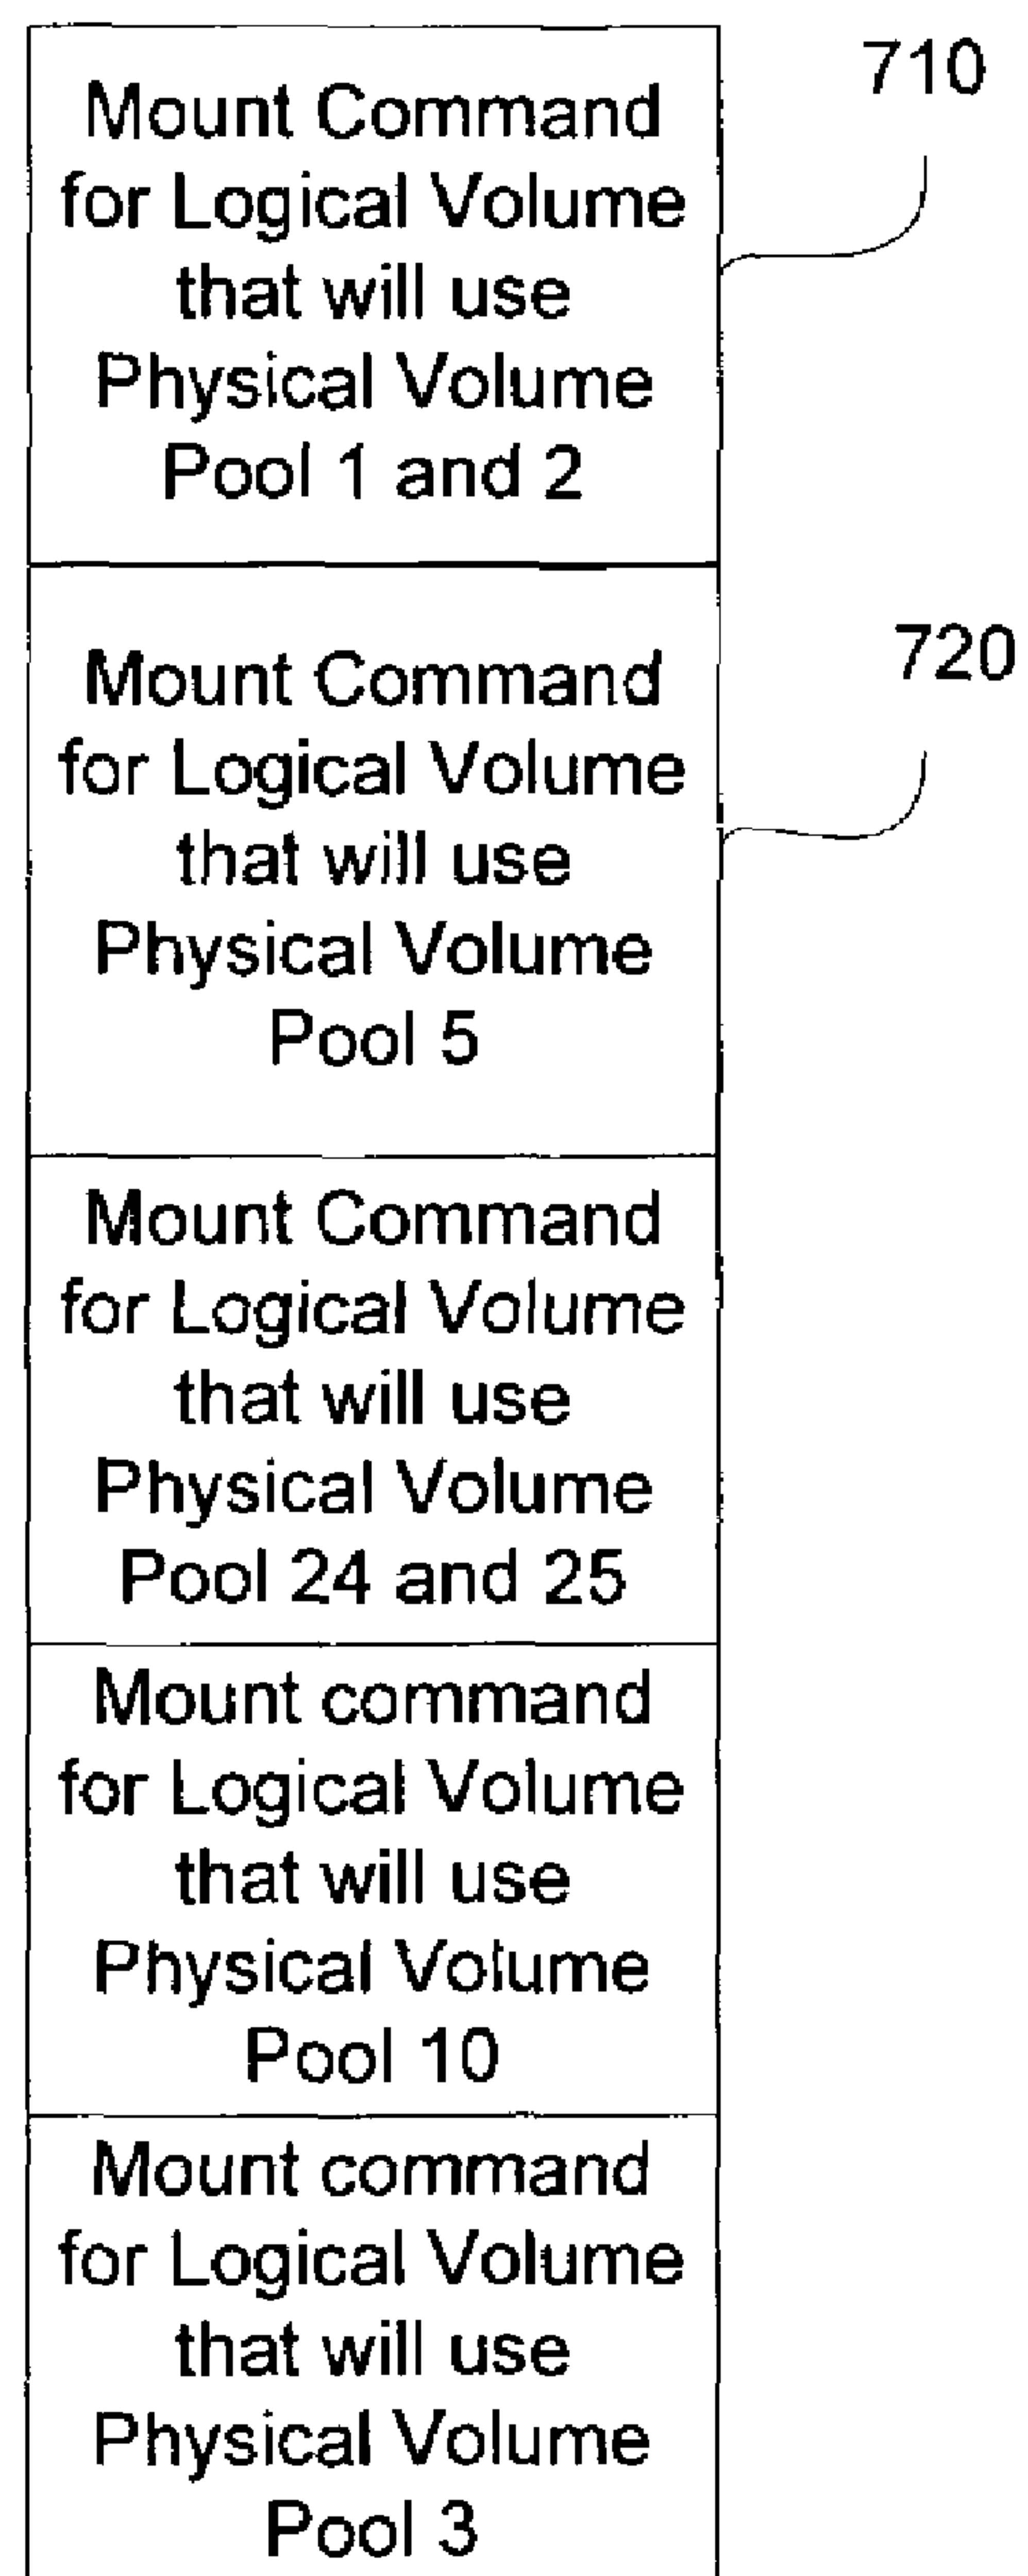 710
Mount Command
for Logical Volume
that will use
Physical Volume
Pool 1 and 2
720
Mount Command
for Logical Volume
that will use
Physical Volume
Pool 5
Mount Command
for Logical Volume
that will use
Physical Volume
Pool 24 and 25
Mount command
for Logical Volume
that will use
Physical Volume
Pool 10
Mount command
for Logical Volume
that will use
Physical Volume
Pool 3